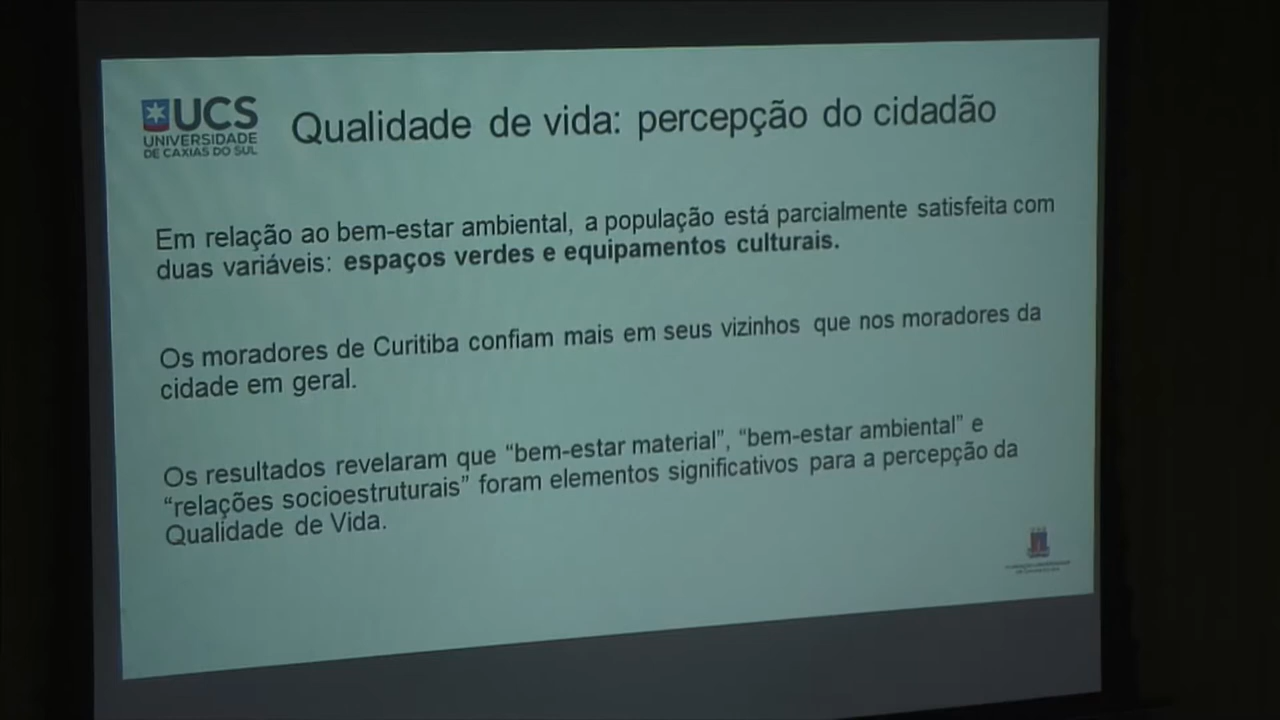 UCS
UNIVERSIDADE
DE CAXIAS DO SUL
Qualidade de vida: percepção do cidadão
Em relação ao bem-estar ambiental, a população está parcialmente satisfeita com
duas variáveis: espaços verdes e equipamentos culturais.
Os moradores de Curitiba confiam mais em seus vizinhos que nos moradores da
cidade em geral.
Os resultados revelaram que “bem-estar material”, “bem-estar ambiental” e
“relações socioestruturais” foram elementos significativos para a percepção da
Qualidade de Vida.